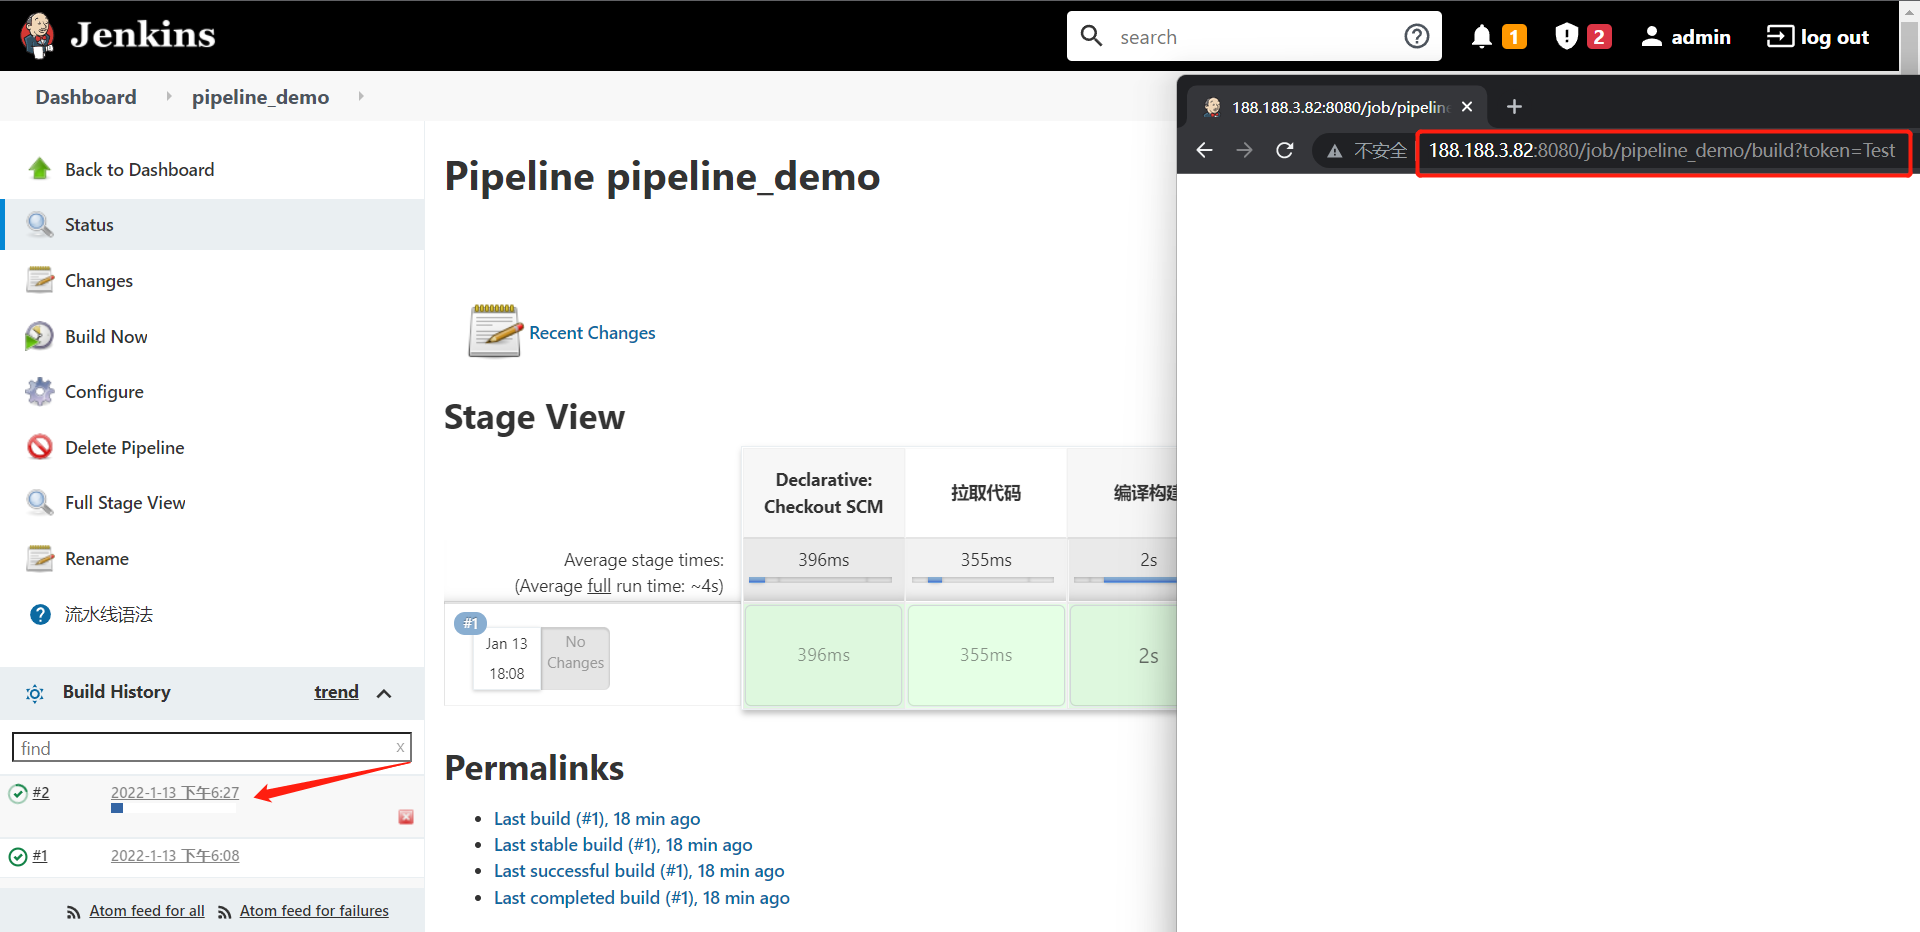 Jenkins
search
1
2
admin
log out
Dashboard
pipeline_demo
188.188.3.82:8080/job/pipelin
不安全
188.188.3.82:8080/job/pipeline_demo/build?token=Test
Back to Dashboard
Status
Changes
Build Now
Configure
Delete Pipeline
Full Stage View
Rename
流水线语法
Build History
trend
find
x
#2
2022-1-13 下午6:27
#1
2022-1-13 下午6:08
Atom feed for all
Atom feed for failures
Pipeline pipeline_demo
Recent Changes
Stage View
Declarative:
Checkout SCM
拉取代码
编译构建
Average stage times:
(Average full run time: ~4s)
396ms
355ms
2s
#1
Jan 13
18:08
No
Changes
396ms
355ms
2s
Permalinks
Last build (#1), 18 min ago
Last stable build (#1), 18 min ago
Last successful build (#1), 18 min ago
Last completed build (#1), 18 min ago